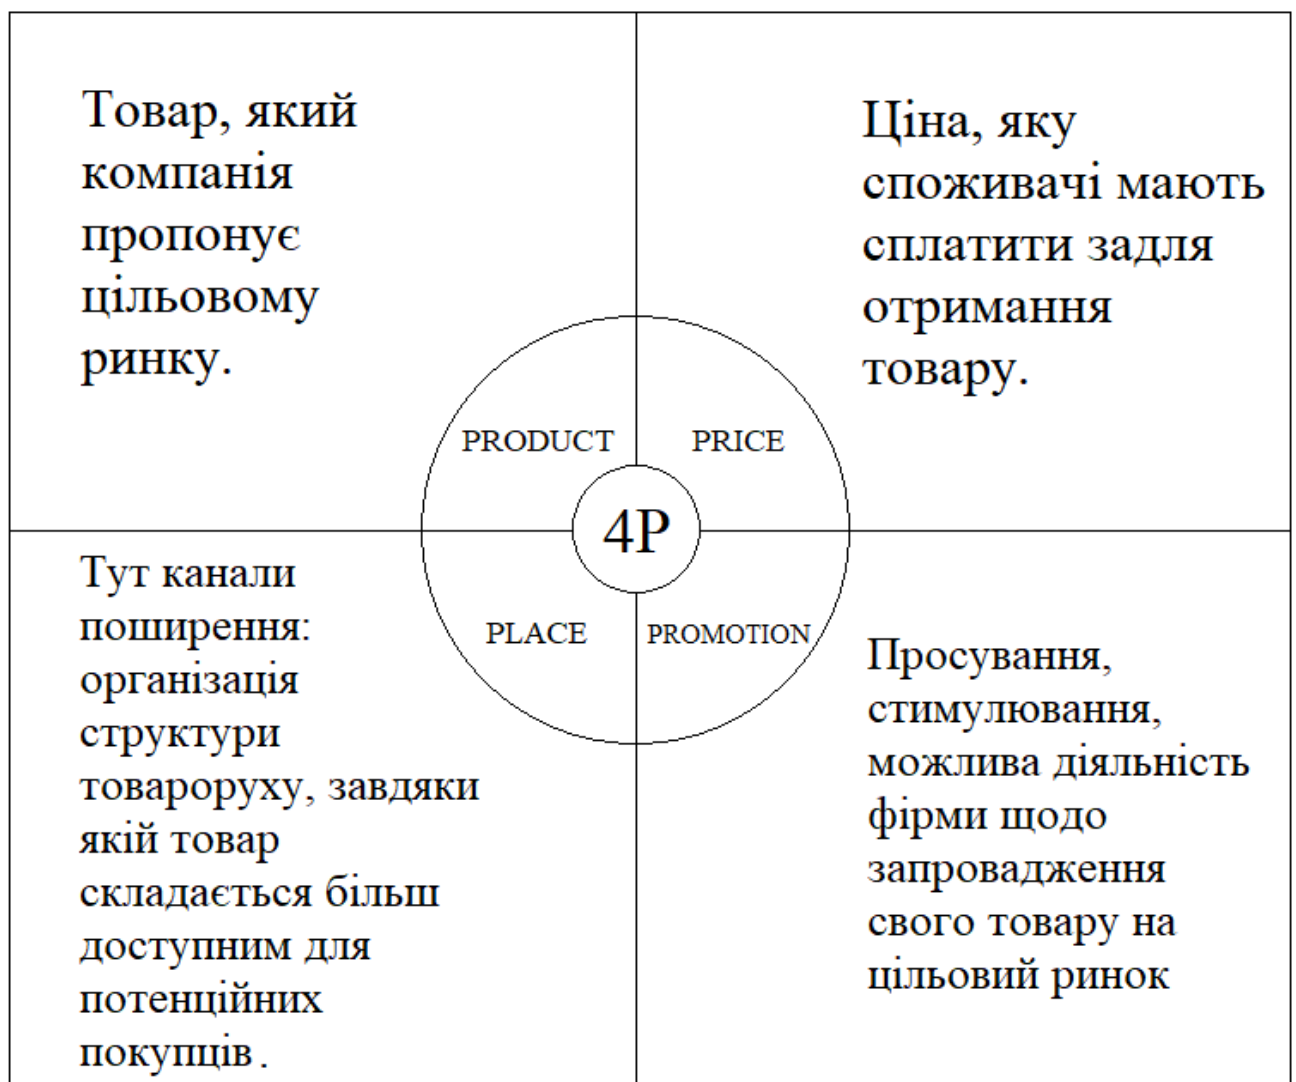 Товар, який
компанія
пропонує
цільовому
ринку.
Ціна, яку
споживачі мають
сплатити задля
отримання
товару.
PRODUCT
PRICE
4P
PLACE
PROMOTION
Тут канали
поширення:
організація
структури
товароруху, завдяки
якій товар
складається більш
доступним для
потенційних
покупців.
Просування,
стимулювання,
можлива діяльність
фірми щодо
запровадження
свого товару на
цільовий ринок